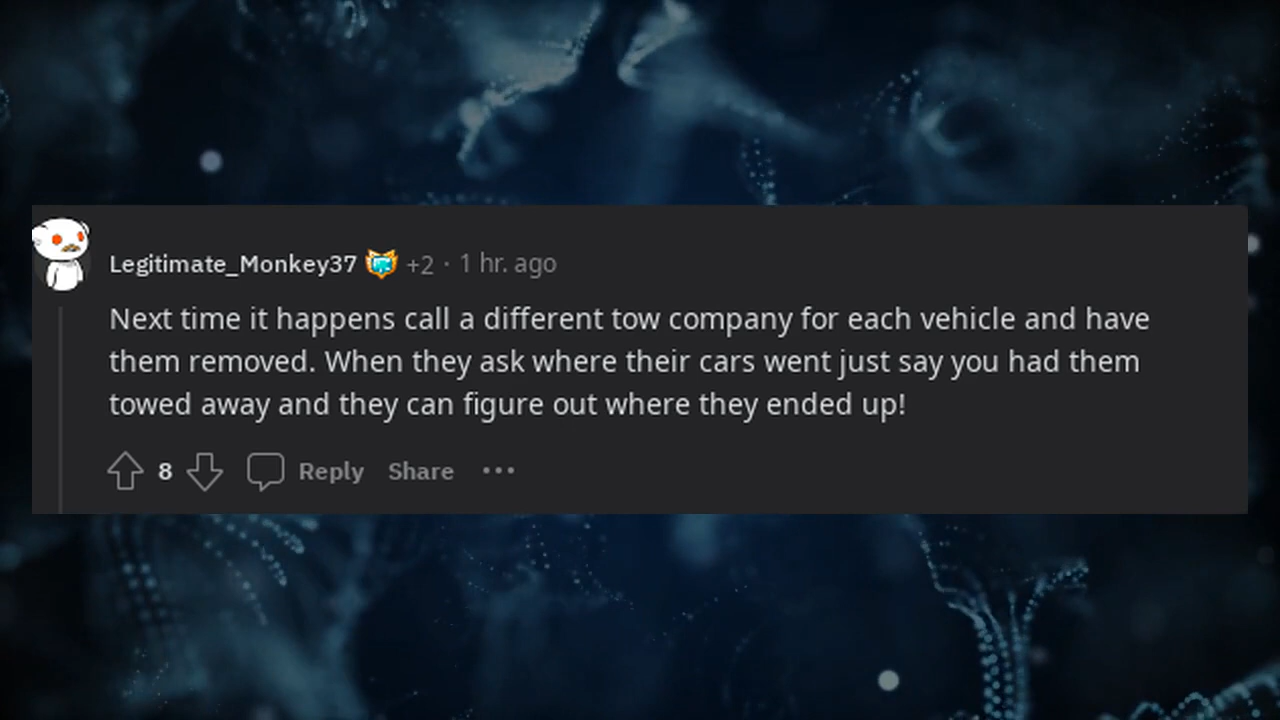 Legitimate_Monkey37 +2 · 1 hr. ago
Next time it happens call a different tow company for each vehicle and have
them removed. When they ask where their cars went just say you had them
towed away and they can figure out where they ended up!
8 Reply Share •••